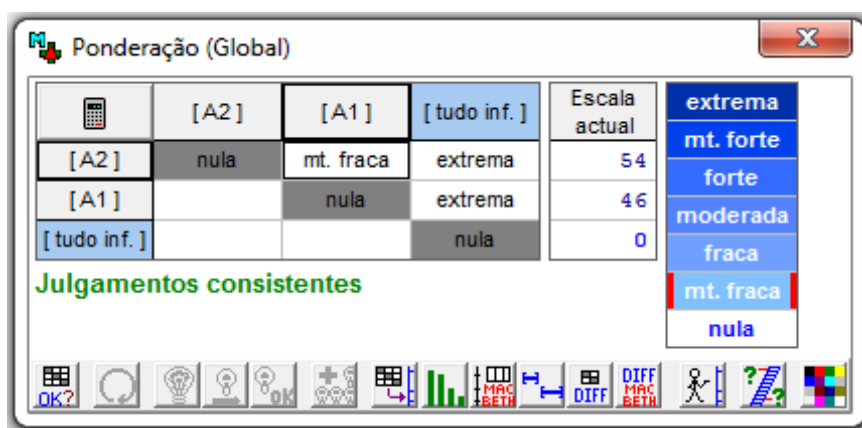 Ponderação (Global)
[ A2 ] [ A1 ] [ tudo inf. ] Escala actual
[ A2 ] nula mt. fraca extrema 54
[ A1 ] nula extrema 46
[ tudo inf. ] nula 0
extrema
mt. forte
forte
moderada
fraca
mt. fraca
nula
Julgamentos consistentes
OK? OK MAC BETH DIFF DIFF MAC BETH ? ?